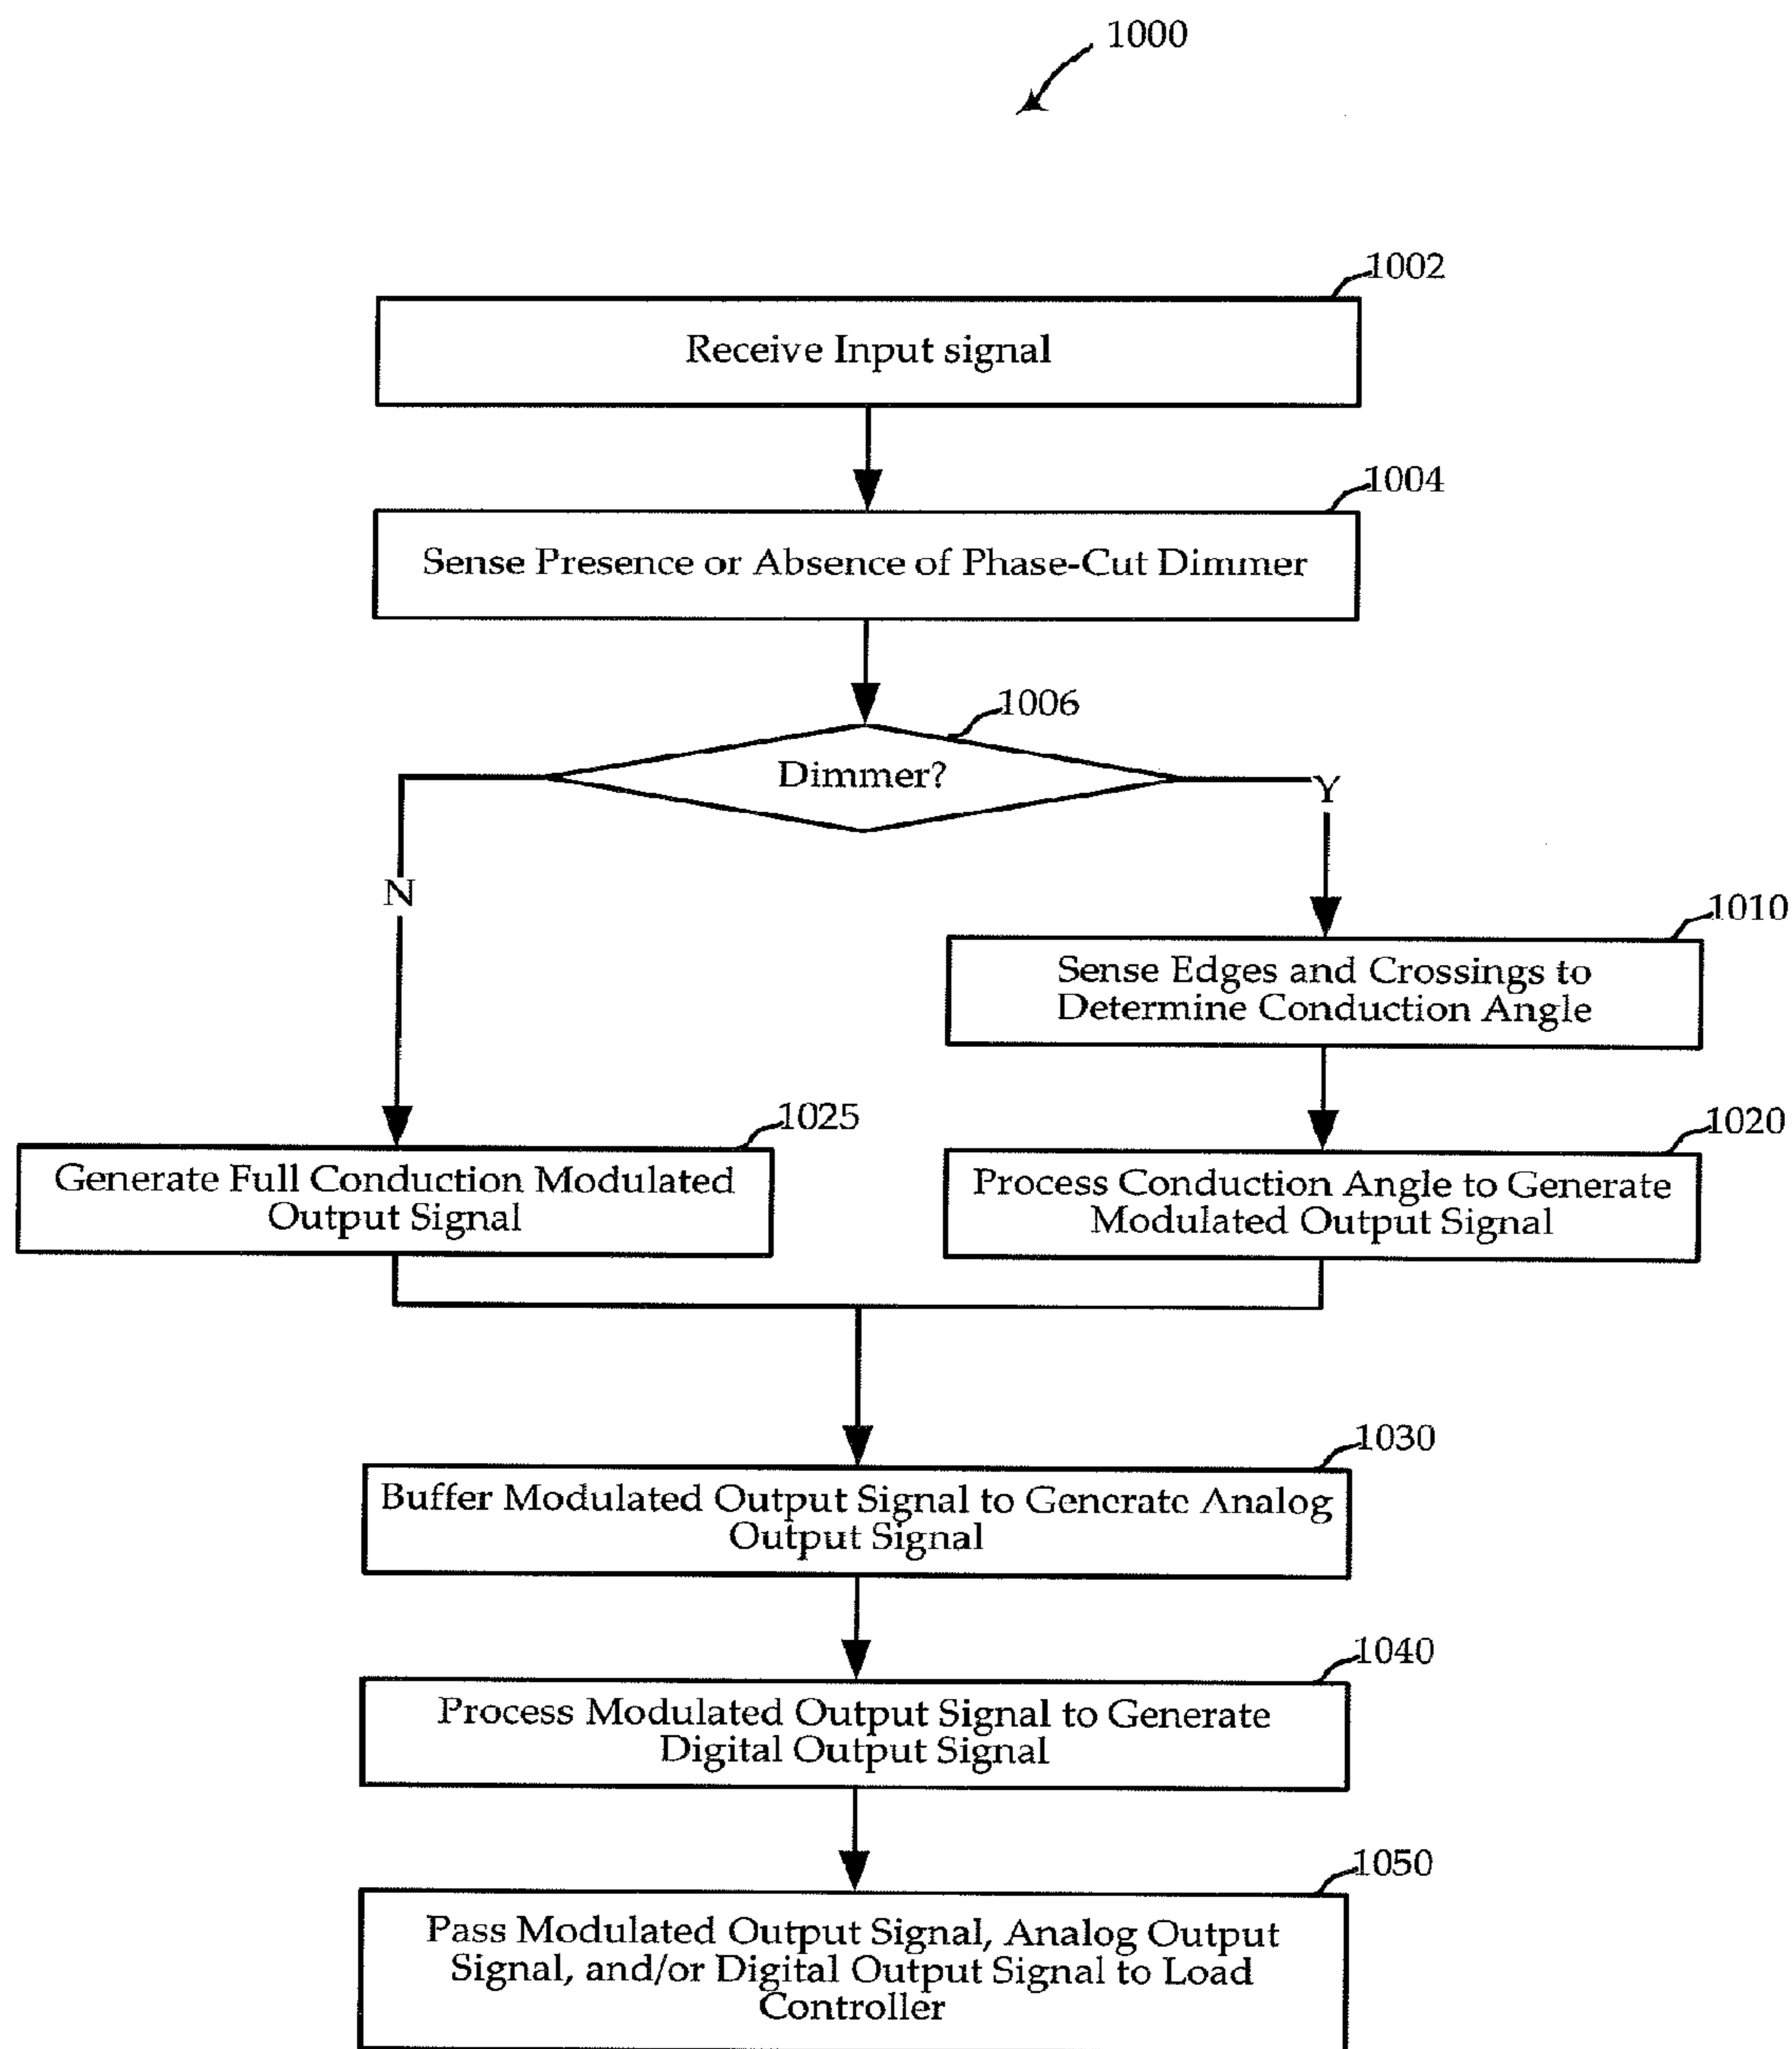 1000
1002
Receive Input signal
1004
Sense Presence or Absence of Phase-Cut Dimmer
1006
Dimmer?
Y
N
1010
Sense Edges and Crossings to
Determine Conduction Angle
1025
Generate Full Conduction Modulated
Output Signal
1020
Process Conduction Angle to Generate
Modulated Output Signal
1030
Buffer Modulated Output Signal to Generate Analog
Output Signal
1040
Process Modulated Output Signal to Generate
Digital Output Signal
1050
Pass Modulated Output Signal, Analog Output
Signal, and/or Digital Output Signal to Load
Controller